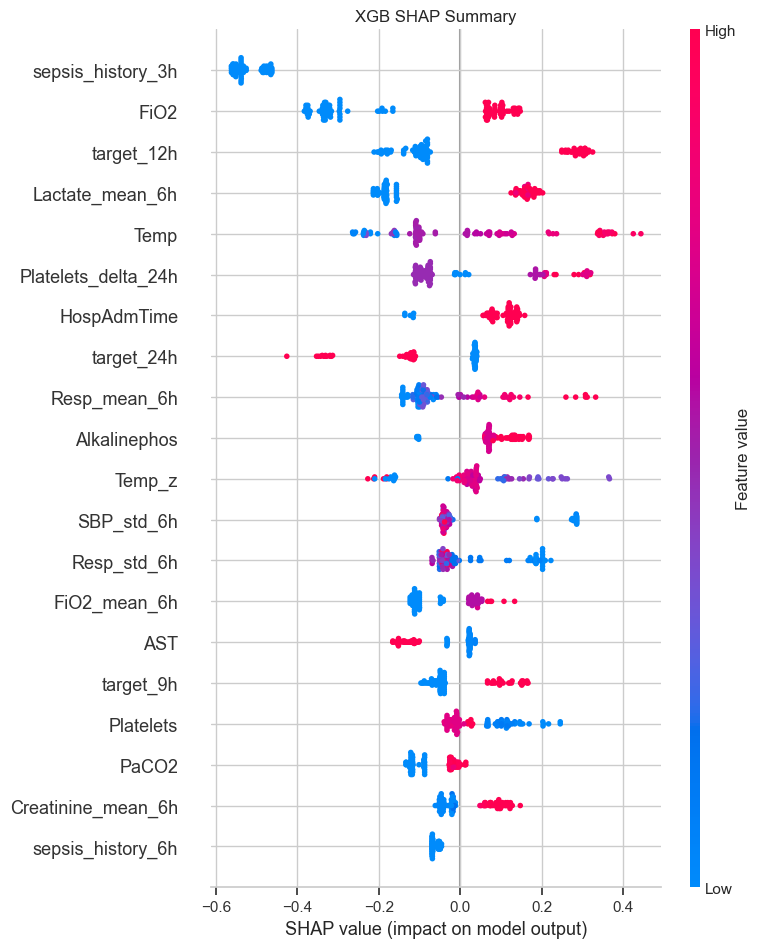 XGB SHAP Summary
High
sepsis_history_3h
FiO2
target_12h
Lactate_mean_6h
Temp
Platelets_delta_24h
HospAdmTime
target_24h
Resp_mean_6h
Alkalinephos
Temp_z
SBP_std_6h
Resp_std_6h
FiO2_mean_6h
AST
target_9h
Platelets
PaCO2
Creatinine_mean_6h
sepsis_history_6h
Feature value
Low
−0.6 −0.4 −0.2 0.0 0.2 0.4
SHAP value (impact on model output)